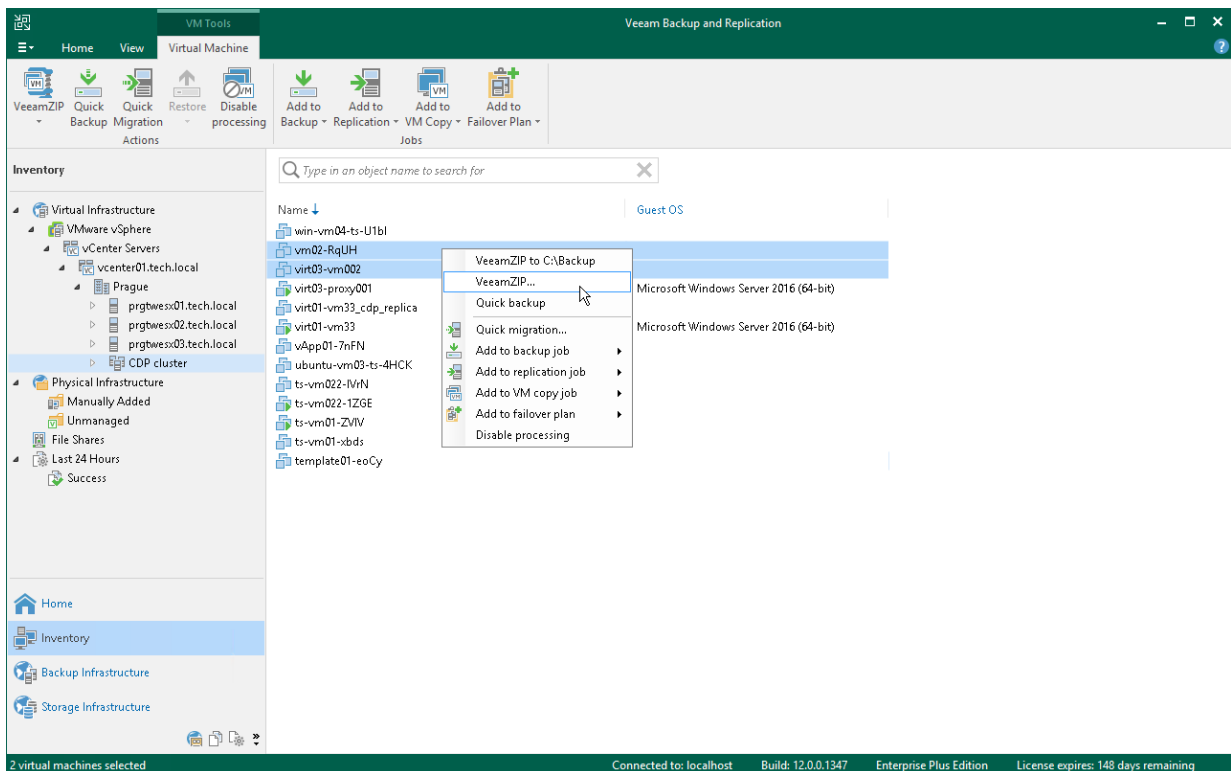 VM Tools
Veeam Backup and Replication
Home View Virtual Machine
VeeamZIP Quick Backup Quick Migration Restore Disable processing
Actions
Add to Backup Add to Replication Add to VM Copy Add to Failover Plan
Jobs
Inventory
Virtual Infrastructure
VMware vSphere
vCenter Servers
vcenter01.tech.local
Prague
prgtwesx01.tech.local
prgtwesx02.tech.local
prgtwesx03.tech.local
CDP cluster
Physical Infrastructure
Manually Added
Unmanaged
File Shares
Last 24 Hours
Success
Home
Inventory
Backup Infrastructure
Storage Infrastructure
Type in an object name to search for
Name Guest OS
win-vm04-ts-U1bI
vm02-RqUH
virt03-vm002
virt03-proxy001 Microsoft Windows Server 2016 (64-bit)
virt01-vm33_cdp_replica
virt01-vm33 Microsoft Windows Server 2016 (64-bit)
vApp01-7nFN
ubuntu-vm03-ts-4HCK
ts-vm022-IVrN
ts-vm022-1ZGE
ts-vm01-ZVIV
ts-vm01-xbds
template01-eoCy
VeeamZIP to C:\Backup
VeeamZIP...
Quick backup
Quick migration...
Add to backup job
Add to replication job
Add to VM copy job
Add to failover plan
Disable processing
2 virtual machines selected
Connected to: localhost Build: 12.0.0.1347 Enterprise Plus Edition License expires: 148 days remaining